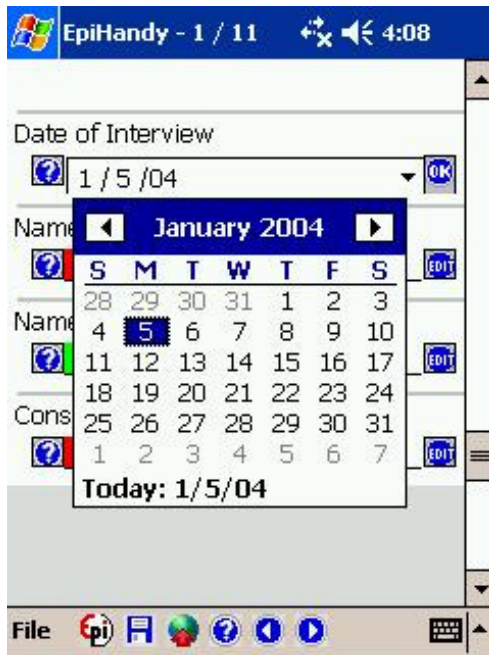 EpiHandy - 1 / 11 4:08
Date of Interview
1 / 5 /04 OK
Name
January 2004
EDIT
S M T W T F S
28 29 30 31 1 2 3
Name
4 5 6 7 8 9 10
EDIT
11 12 13 14 15 16 17
18 19 20 21 22 23 24
Cons
25 26 27 28 29 30 31
EDIT
1 2 3 4 5 6 7
Today: 1/5/04
File Epi